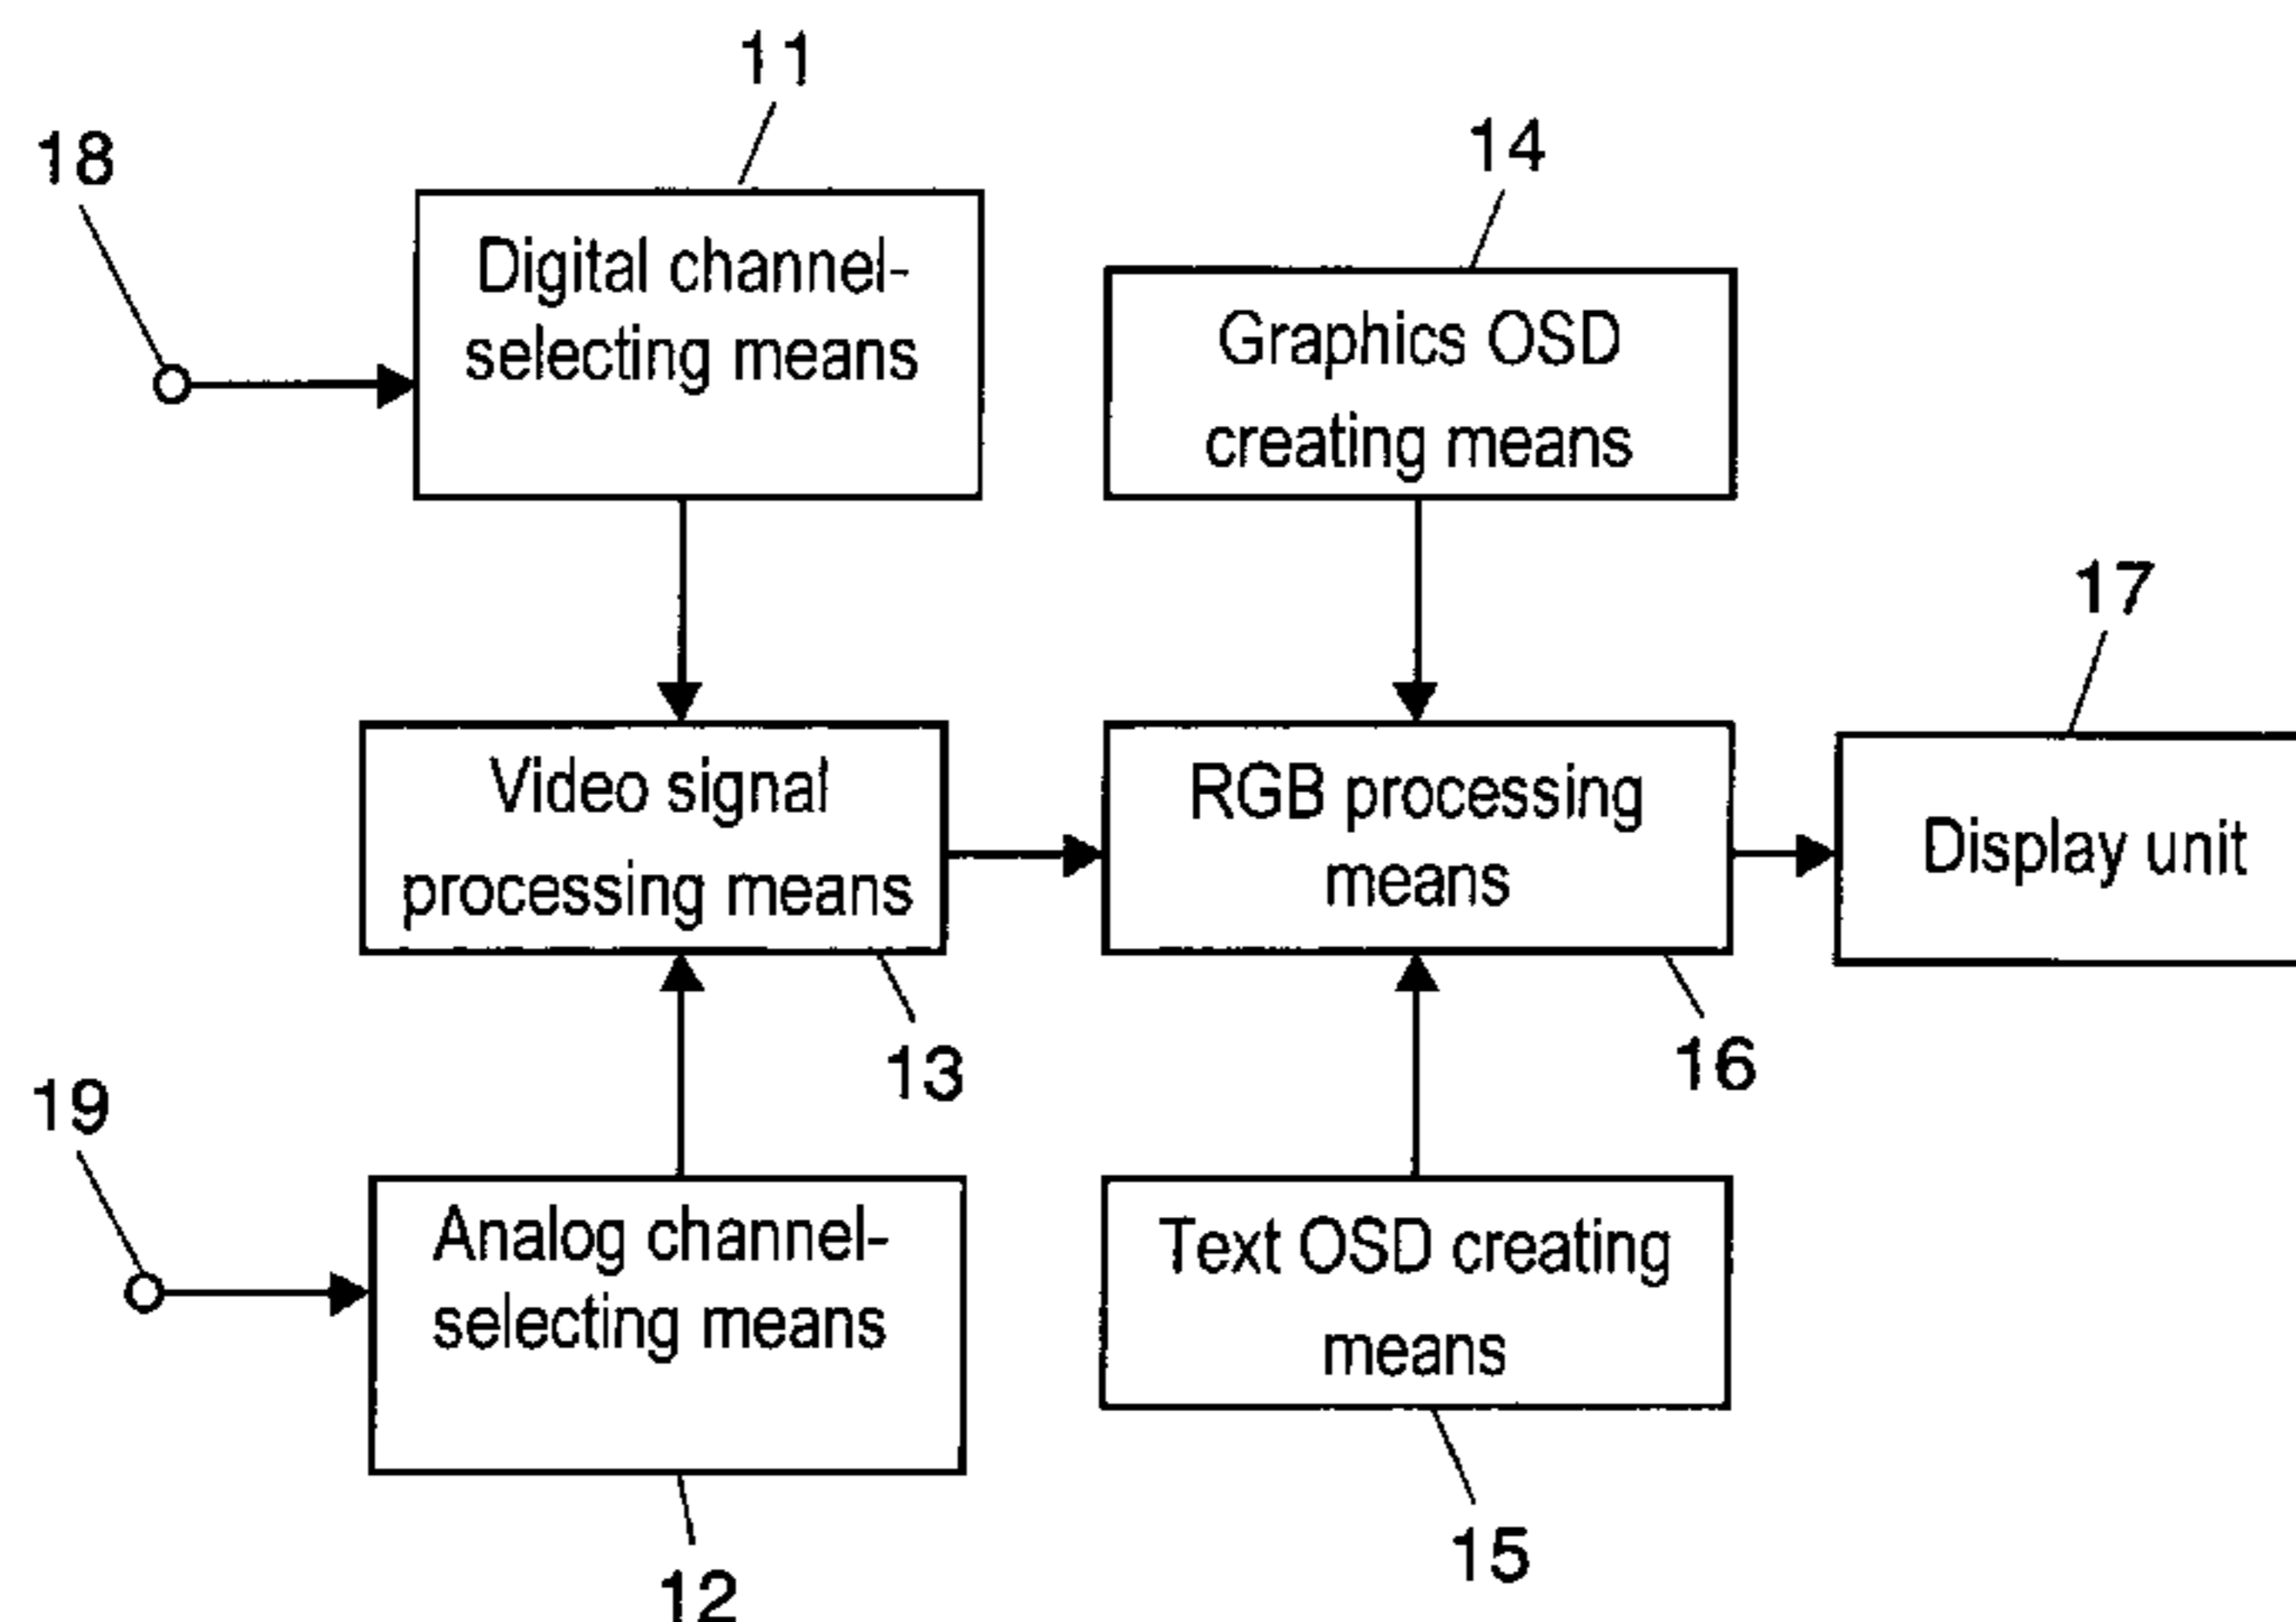 11
18
14
Digital channel-
selecting means
Graphics OSD
creating means
17
Video signal
processing means
RGB processing
means
Display unit
13
16
19
Analog channel-
selecting means
Text OSD creating
means
15
12